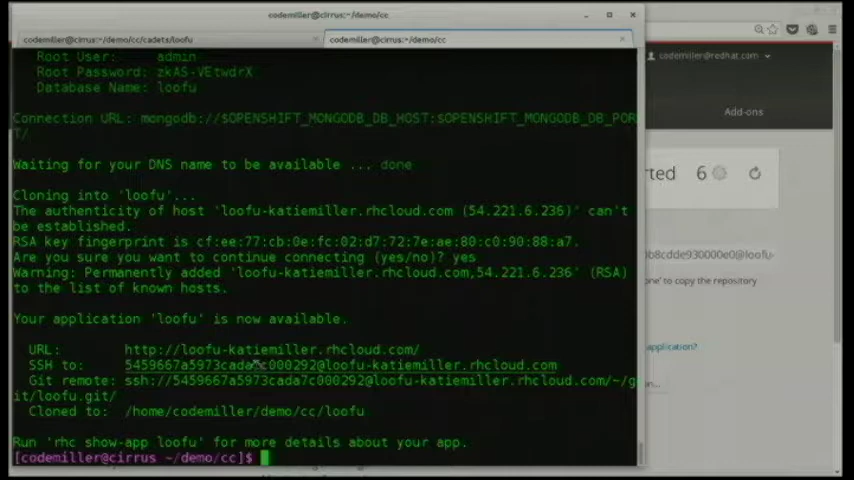 codemiller@cirrus:~/demo/cc
codemiller@cirrus:~/demo/cc/cadets/loofu
codemiller@cirrus:~/demo/cc
Root User: admin
Root Password: zkAS-VEtwdrX
Database Name: loofu
Connection URL: mongodb://$OPENSHIFT_MONGODB_DB_HOST:$OPENSHIFT_MONGODB_DB_POR
T/
Waiting for your DNS name to be available ... done
Cloning into 'loofu'...
The authenticity of host 'loofu-katiemiller.rhcloud.com (54.221.6.236)' can't
be established.
RSA key fingerprint is cf:ee:77:cb:0e:fc:02:d7:72:7e:ae:80:c0:90:88:a7.
Are you sure you want to continue connecting (yes/no)? yes
Warning: Permanently added 'loofu-katiemiller.rhcloud.com,54.221.6.236' (RSA)
to the list of known hosts.
Your application 'loofu' is now available.
URL: http://loofu-katiemiller.rhcloud.com/
SSH to: 5459667a5973cada7c000292@loofu-katiemiller.rhcloud.com
Git remote: ssh://5459667a5973cada7c000292@loofu-katiemiller.rhcloud.com/~/g
it/loofu.git/
Cloned to: /home/codemiller/demo/cc/loofu
Run 'rhc show-app loofu' for more details about your app.
[codemiller@cirrus ~/demo/cc]$
codemiller@redhat.com
Add-ons
rted 6
0b8cdde930000e0@loofu-
one' to copy the repository
application?